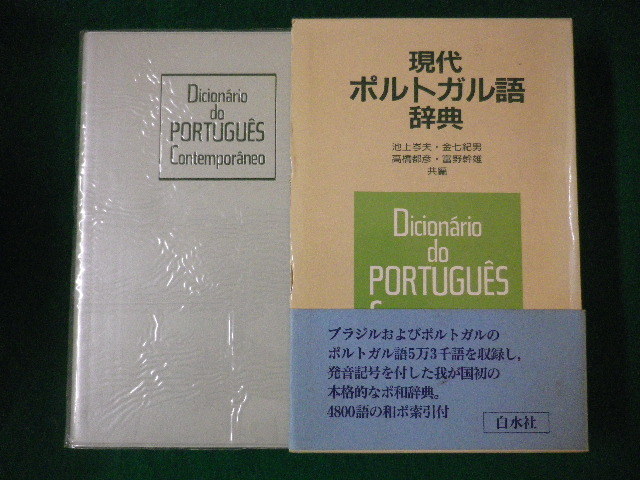 Dicionário
do
PORTUGUÊS
Contemporâneo
現代
ポルトガル語
辞典
池上岑夫・金七紀男
高橋都彦・富野幹雄
共編
Dicionário
do
PORTUGUÊS
ブラジルおよびポルトガルの
ポルトガル語5万3千語を収録し,
発音記号を付した我が国初の
本格的なポ和辞典。
4800語の和ポ索引付
白水社